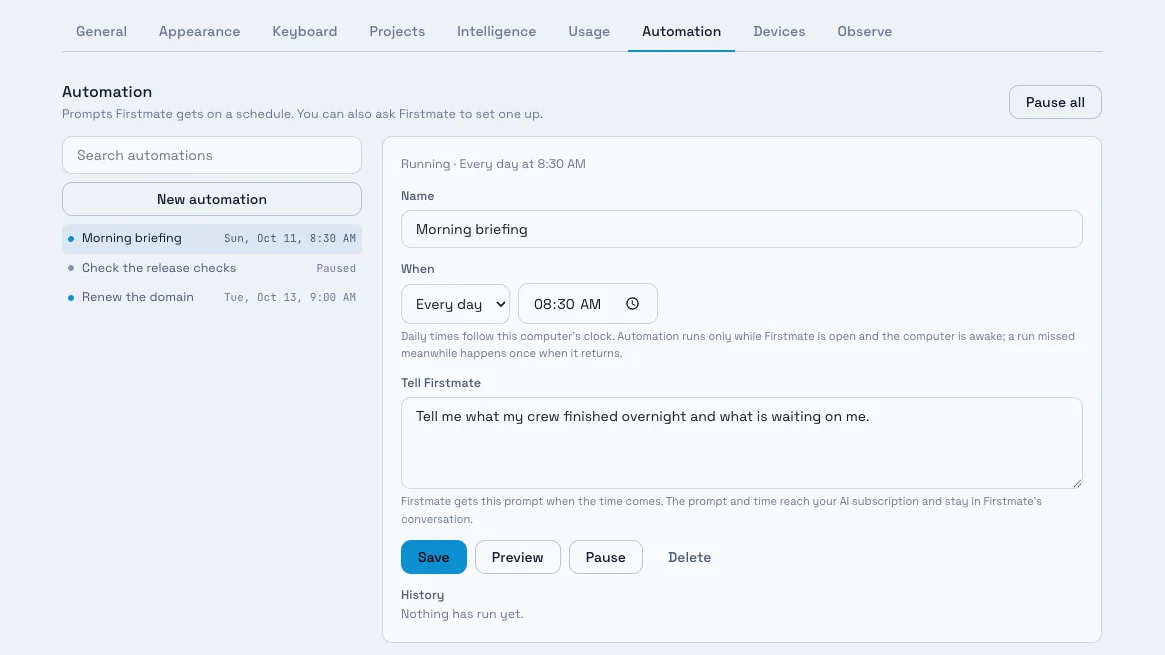 General
Appearance
Keyboard
Projects
Intelligence
Usage
Automation
Devices
Observe
Automation
Prompts Firstmate gets on a schedule. You can also ask Firstmate to set one up.
Pause all
Search automations
New automation
Morning briefing Sun, Oct 11, 8:30 AM
Check the release checks Paused
Renew the domain Tue, Oct 13, 9:00 AM
Running · Every day at 8:30 AM
Name
Morning briefing
When
Every day
08:30 AM
Daily times follow this computer's clock. Automation runs only while Firstmate is open and the computer is awake; a run missed
meanwhile happens once when it returns.
Tell Firstmate
Tell me what my crew finished overnight and what is waiting on me.
Firstmate gets this prompt when the time comes. The prompt and time reach your AI subscription and stay in Firstmate's
conversation.
Save
Preview
Pause
Delete
History
Nothing has run yet.